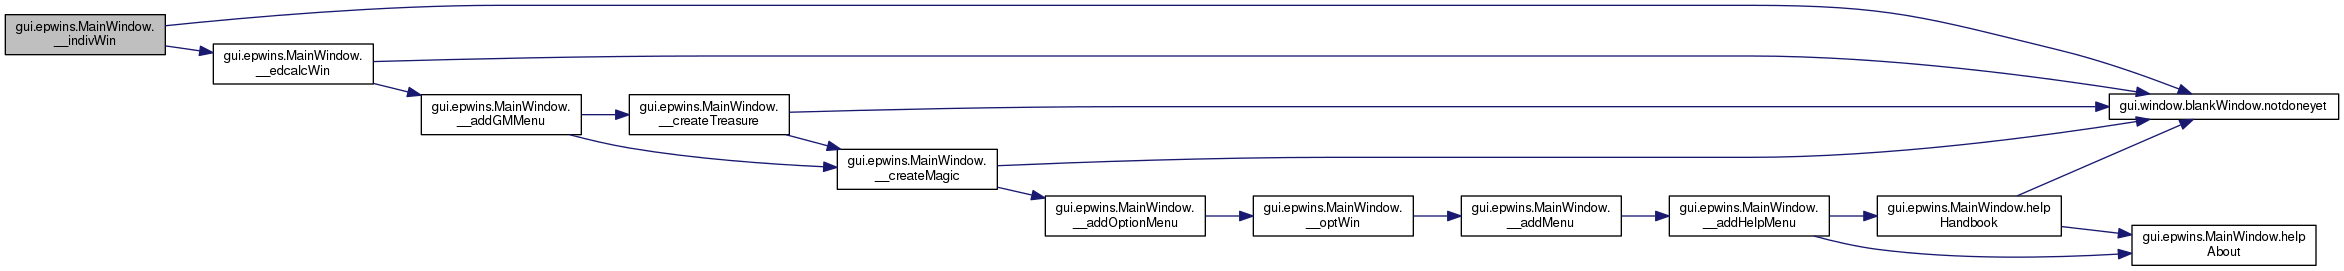 gui.epwins.MainWindow.
__indivWin
gui.epwins.MainWindow.
__edcalcWin
gui.epwins.MainWindow.
__addGMMenu
gui.epwins.MainWindow.
__createTreasure
gui.epwins.MainWindow.
__createMagic
gui.epwins.MainWindow.
__addOptionMenu
gui.epwins.MainWindow.
__optWin
gui.epwins.MainWindow.
__addMenu
gui.epwins.MainWindow.
__addHelpMenu
gui.epwins.MainWindow.help
Handbook
gui.window.blankWindow.notdoneyet
gui.epwins.MainWindow.help
About